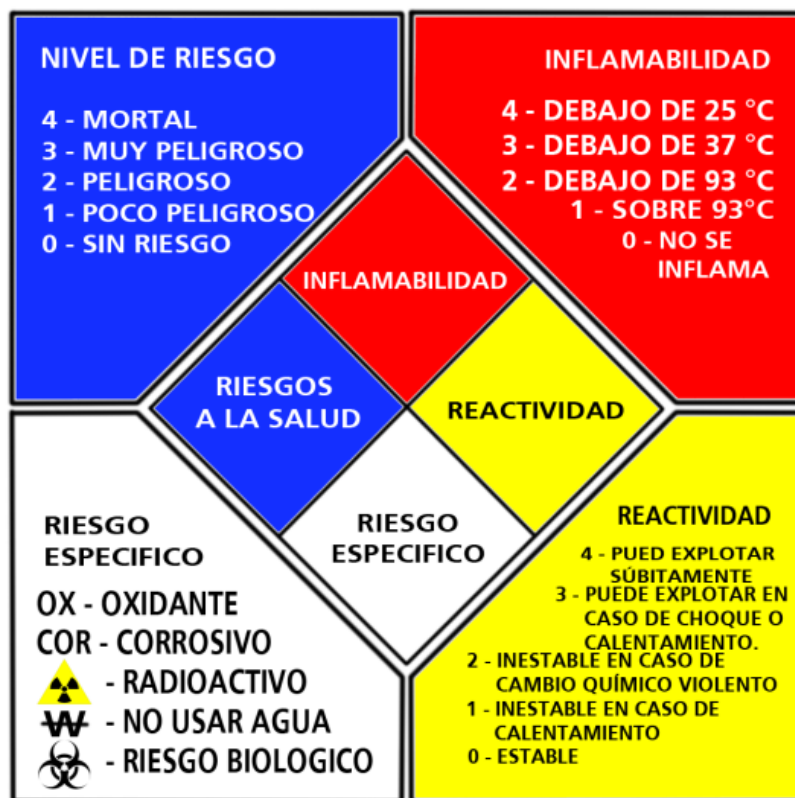 NIVEL DE RIESGO
4 - MORTAL
3 - MUY PELIGROSO
2 - PELIGROSO
1 - POCO PELIGROSO
0 - SIN RIESGO
INFLAMABILIDAD
4 - DEBAJO DE 25 °C
3 - DEBAJO DE 37 °C
2 - DEBAJO DE 93 °C
1 - SOBRE 93°C
0 - NO SE
INFLAMA
INFLAMABILIDAD
RIESGOS
A LA SALUD
REACTIVIDAD
RIESGO
ESPECIFICO
RIESGO
ESPECIFICO
OX - OXIDANTE
COR - CORROSIVO
- RADIOACTIVO
W - NO USAR AGUA
- RIESGO BIOLOGICO
REACTIVIDAD
4 - PUED EXPLOTAR
SÚBITAMENTE
3 - PUEDE EXPLOTAR EN
CASO DE CHOQUE O
CALENTAMIENTO.
2 - INESTABLE EN CASO DE
CAMBIO QUÍMICO VIOLENTO
1 - INESTABLE EN CASO DE
CALENTAMIENTO
0 - ESTABLE